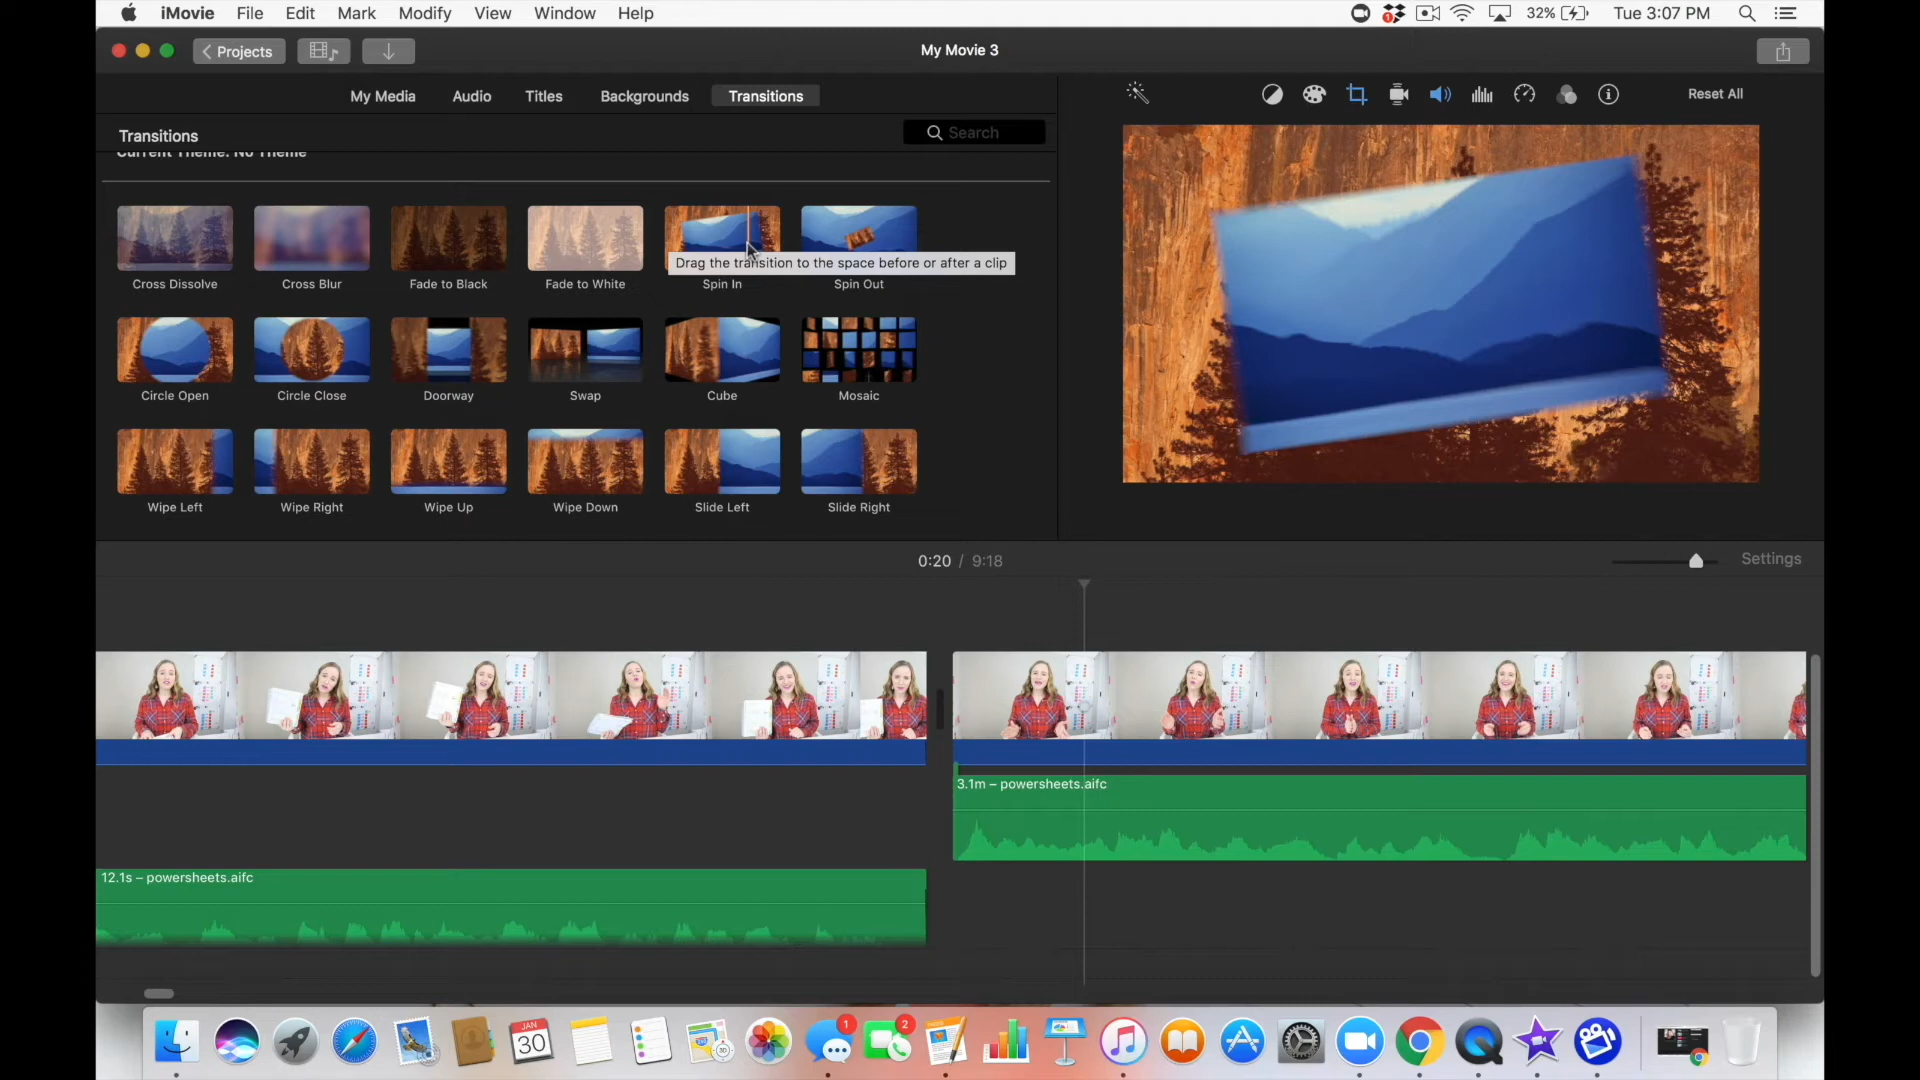 iMovie File Edit Mark Modify View Window Help 1 32% Tue 3:07 PM
Projects My Movie 3
My Media Audio Titles Backgrounds Transitions Reset All
Transitions Search
Current Theme: No Theme
Drag the transition to the space before or after a clip
Cross Dissolve Cross Blur Fade to Black Fade to White Spin In Spin Out
Circle Open Circle Close Doorway Swap Cube Mosaic
Wipe Left Wipe Right Wipe Up Wipe Down Slide Left Slide Right
0:20 / 9:18 Settings
3.1m – powersheets.aifc
12.1s – powersheets.aifc
JAN 30 1 2